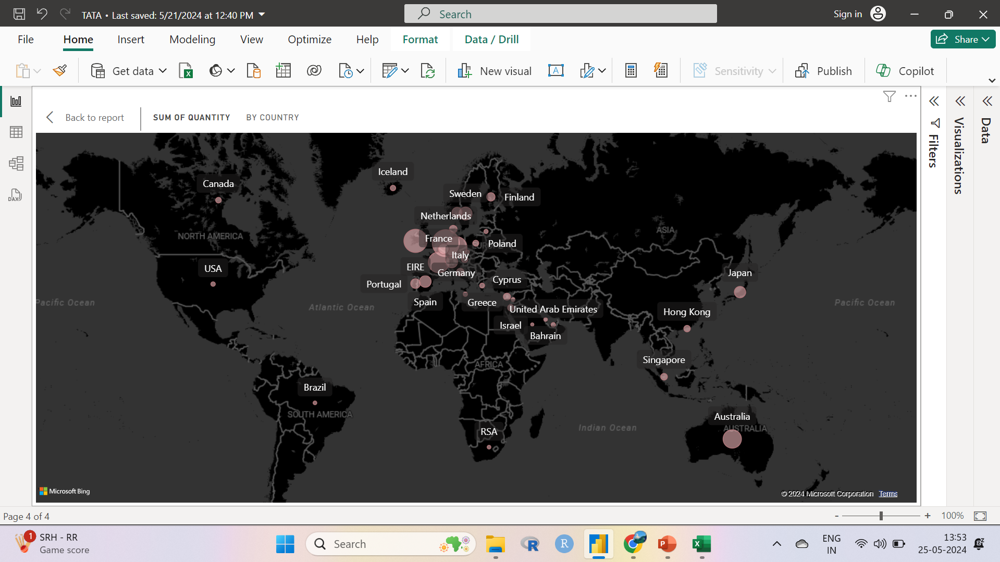 TATA • Last saved: 5/21/2024 at 12:40 PM
Search
Sign in
File Home Insert Modeling View Optimize Help Format Data / Drill
Share
Get data
New visual
Sensitivity
Publish
Copilot
Back to report
SUM OF QUANTITY BY COUNTRY
DAX
Filters
Visualizations
Data
Iceland
Canada
Sweden
Finland
Netherlands
ASIA
NORTH AMERICA
France
EUROPE
Poland
Italy
EIRE
USA
Germany
Japan
Cyprus
Portugal
Pacific Ocean
Atlantic Ocean
Spain
Greece
Pacific Ocean
United Arab Emirates
Hong Kong
Israel
Bahrain
Singapore
AFRICA
Brazil
SOUTH AMERICA
Australia
AUSTRALIA
Indian Ocean
RSA
Microsoft Bing
© 2024 Microsoft Corporation Terms
Page 4 of 4
- + 100%
1
SRH - RR
Game score
Search
ENG
IN
13:53
25-05-2024